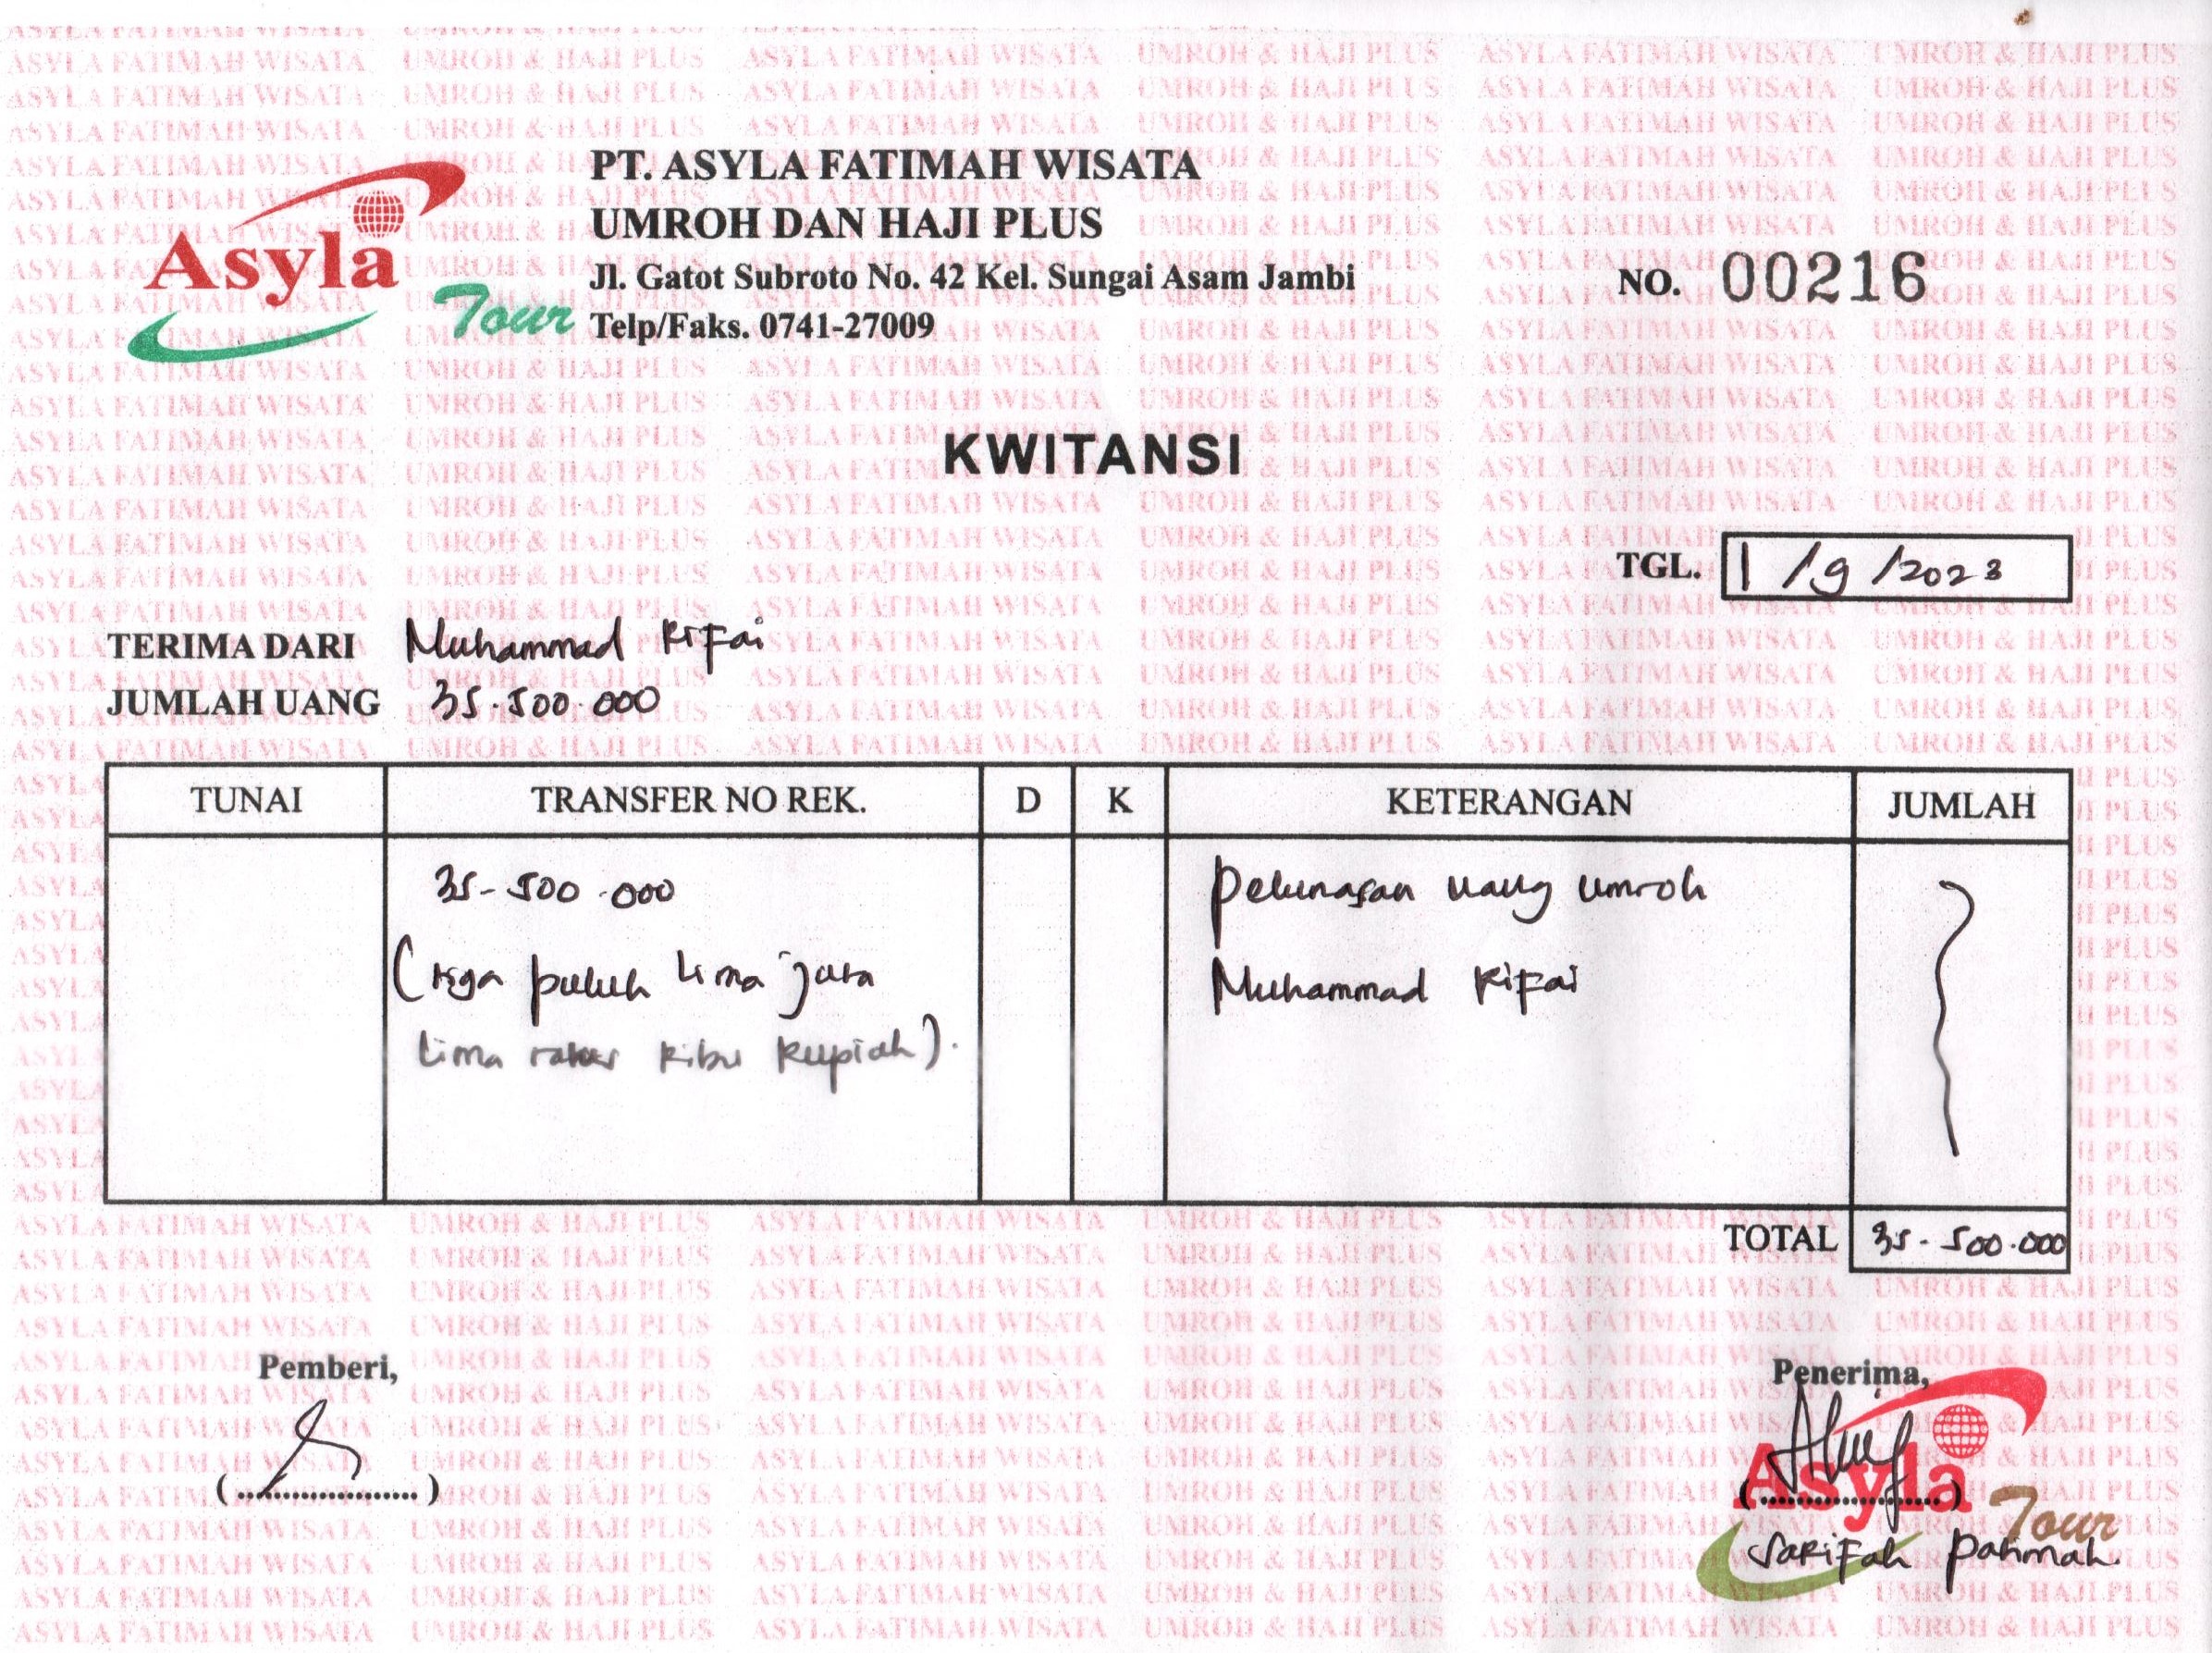 Asyla Tour
PT. ASYLA FATIMAH WISATA
UMROH DAN HAJI PLUS
Jl. Gatot Subroto No. 42 Kel. Sungai Asam Jambi
Telp/Faks. 0741-27009
NO. 00216
KWITANSI
TGL. 1/9/2023
TERIMA DARI Muhammad Rifai
JUMLAH UANG 35.500.000
TUNAI TRANSFER NO REK. D K KETERANGAN JUMLAH
35-500.000 Pelunasan uang umroh
(Tiga puluh lima juta Muhammad Rifai
lima ratus Ribu Rupiah).
TOTAL 35-500.000
Pemberi, Penerima,
(....................) (....................)
Asyla Tour
Sarifah Rahmah